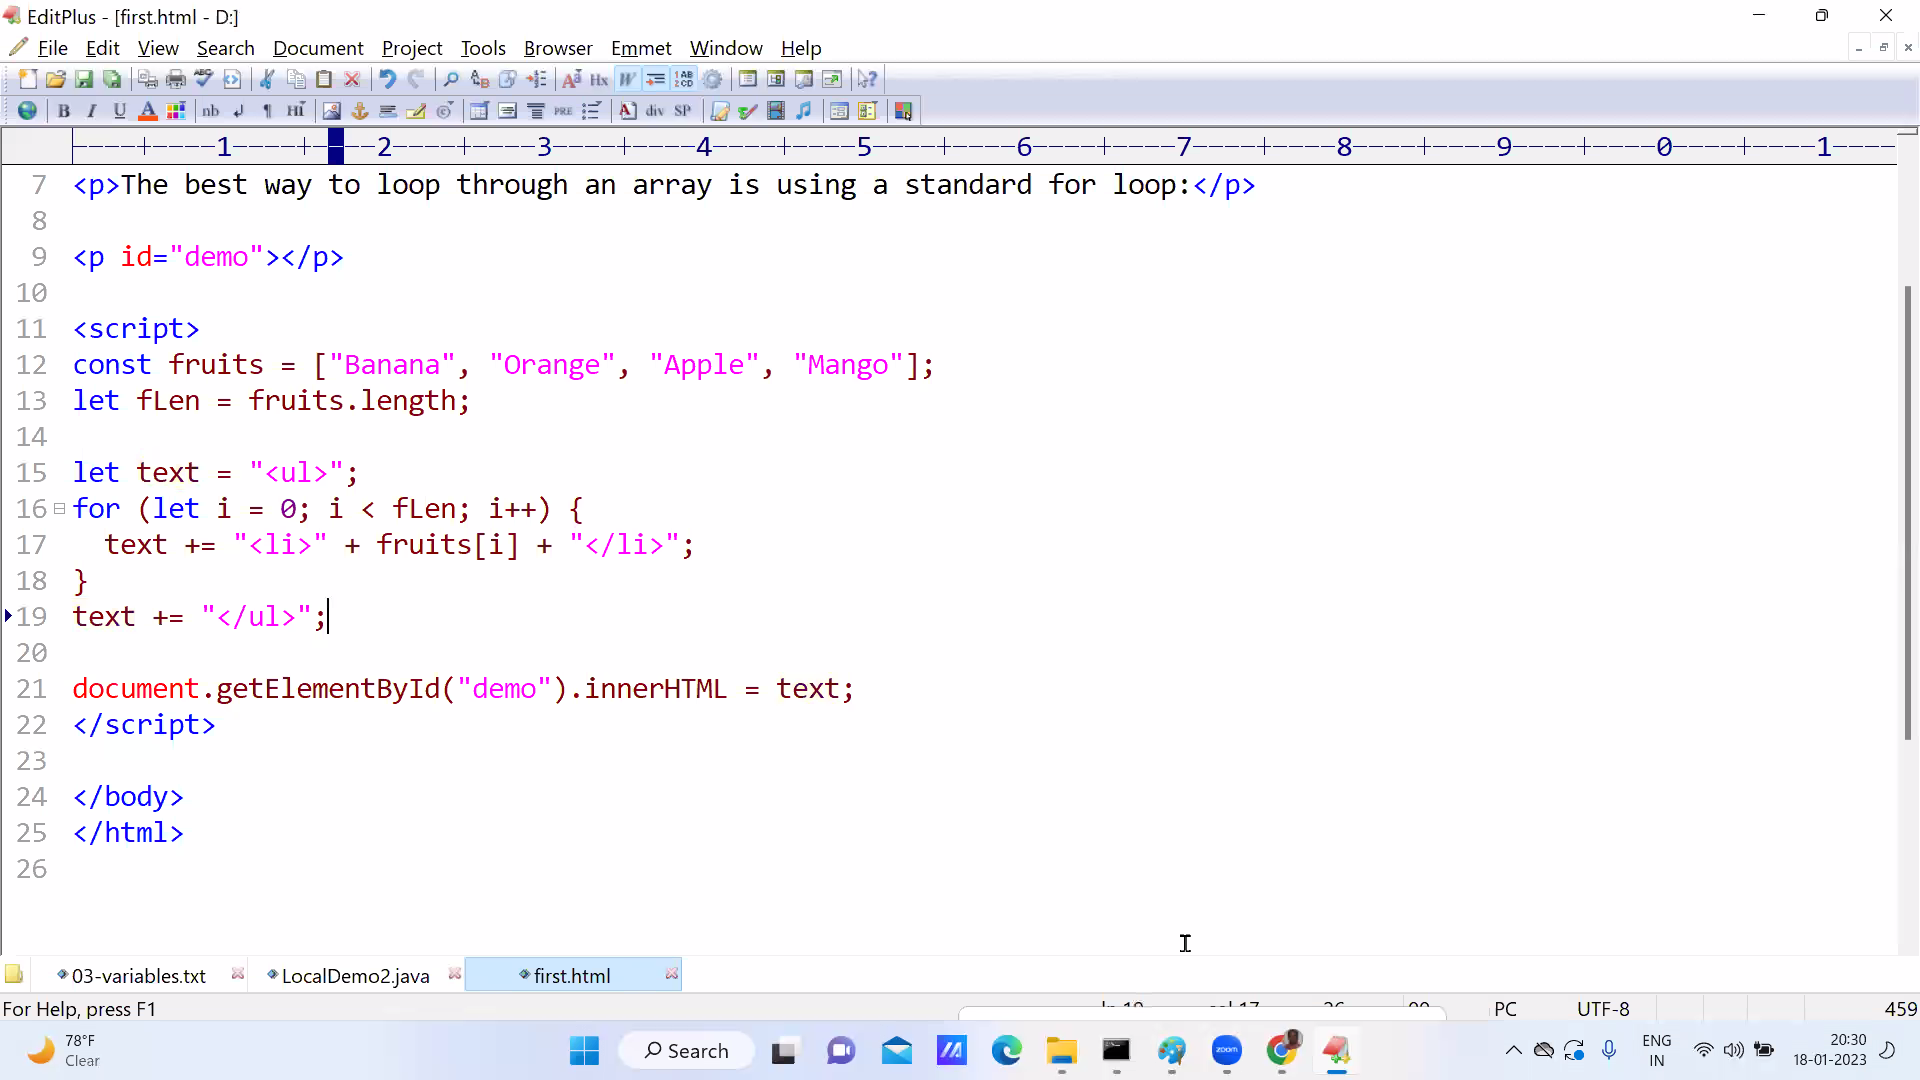 EditPlus - [first.html - D:]
File Edit View Search Document Project Tools Browser Emmet Window Help
B I U A nb ¶ Hi PRE div SP
----+----1----+----2----+----3----+----4----+----5----+----6----+----7----+----8----+----9----+----0----+----1----
7 <p>The best way to loop through an array is using a standard for loop:</p>
8
9 <p id="demo"></p>
10
11 <script>
12 const fruits = ["Banana", "Orange", "Apple", "Mango"];
13 let fLen = fruits.length;
14
15 let text = "<ul>";
16 for (let i = 0; i < fLen; i++) {
17 text += "<li>" + fruits[i] + "</li>";
18 }
19 text += "</ul>";
20
21 document.getElementById("demo").innerHTML = text;
22 </script>
23
24 </body>
25 </html>
26
03-variables.txt LocalDemo2.java first.html
For Help, press F1 PC UTF-8 459
78°F
Clear
Search
zoom
ENG
IN
20:30
18-01-2023